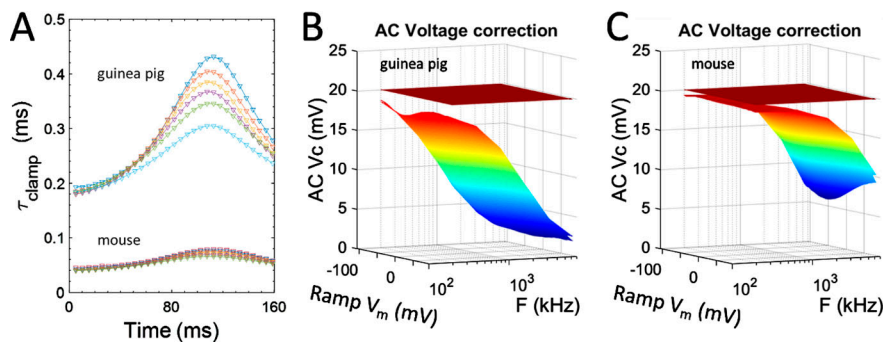 A
0.5
0.4
0.3
0.2
0.1
0
τclamp (ms)
guinea pig
mouse
0 80 160
Time (ms)
B
AC Voltage correction
guinea pig
25
20
15
10
5
0
AC Vc (mV)
-100 0
Ramp Vm (mV)
10² 10³
F (kHz)
C
AC Voltage correction
mouse
25
20
15
10
5
0
AC Vc (mV)
-100 0
Ramp Vm (mV)
10² 10³
F (kHz)